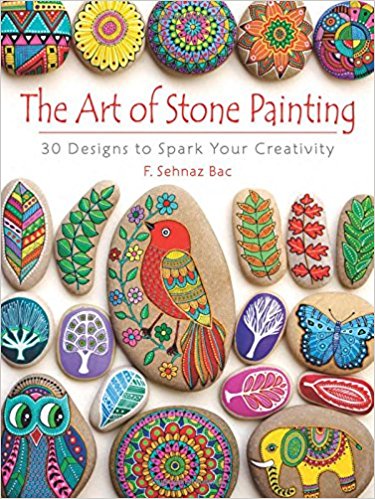 The Art of Stone Painting
30 Designs to Spark Your Creativity
F. Sehnaz Bac